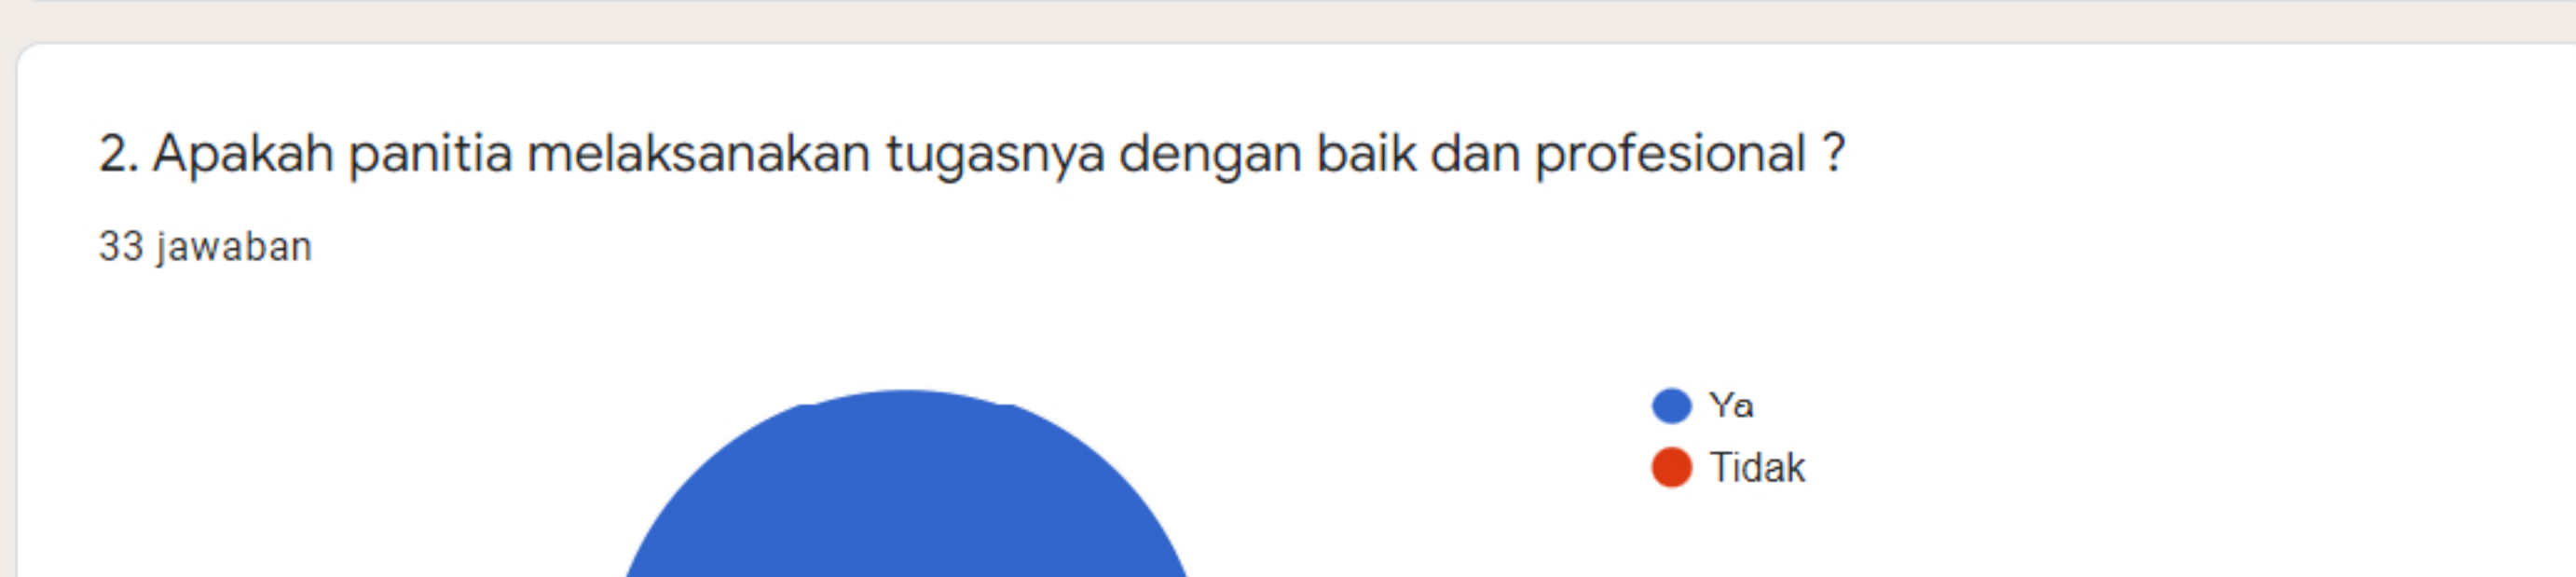 2. Apakah panitia melaksanakan tugasnya dengan baik dan profesional ?
33 jawaban
Ya
Tidak